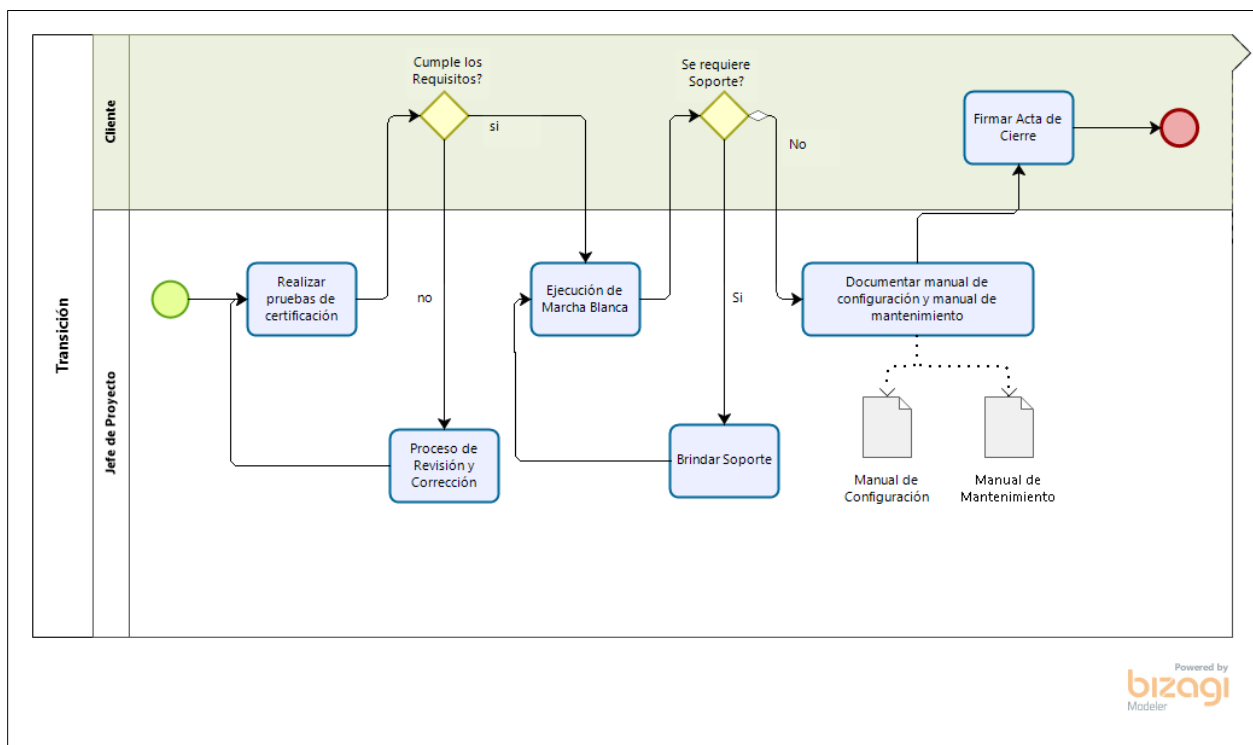 Transición
Cliente
Jefe de Proyecto
Cumple los
Requisitos?
si
no
Se requiere
Soporte?
No
Si
Firmar Acta de
Cierre
Realizar
pruebas de
certificación
Ejecución de
Marcha Blanca
Documentar manual de
configuración y manual de
mantenimiento
Proceso de
Revisión y
Corrección
Brindar Soporte
Manual de
Configuración
Manual de
Mantenimiento
Powered by
bizagi
Modeler